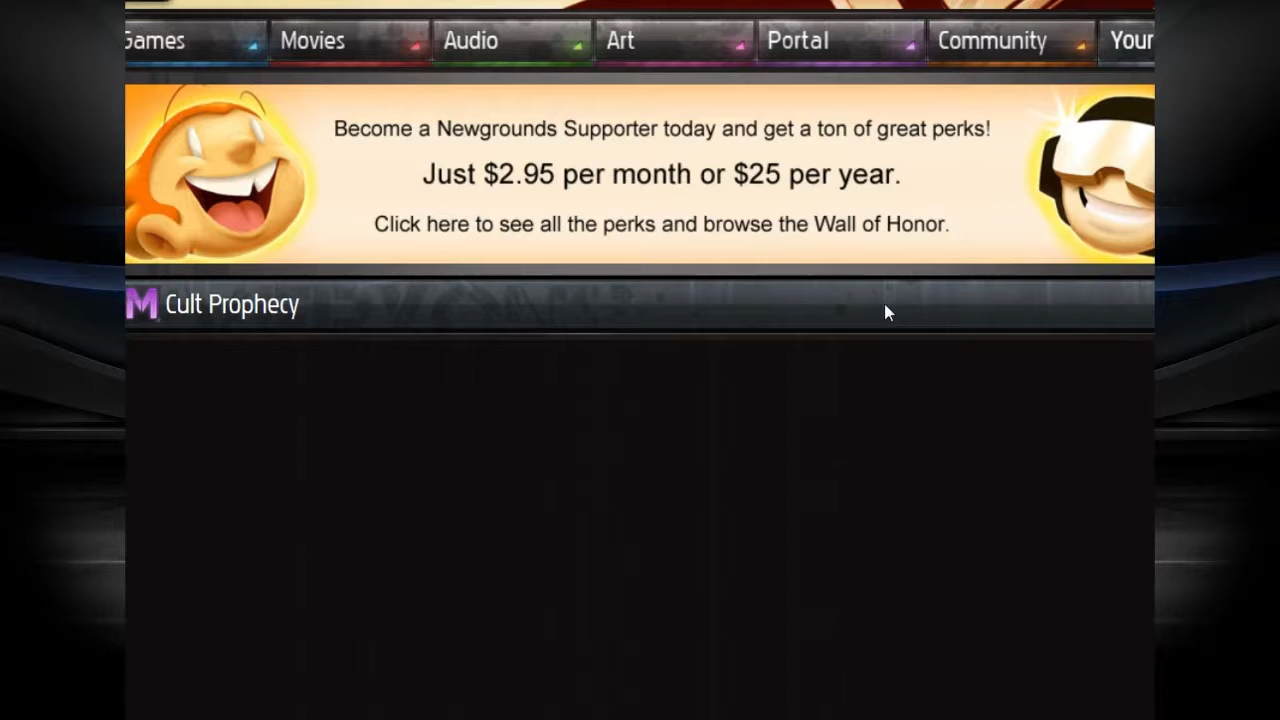 Games Movies Audio Art Portal Community Your
Become a Newgrounds Supporter today and get a ton of great perks!
Just $2.95 per month or $25 per year.
Click here to see all the perks and browse the Wall of Honor.
M Cult Prophecy